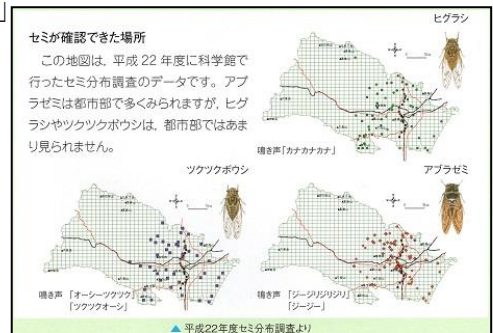 ヒグラシ
セミが確認できた場所
この地図は, 平成 22 年度に科学館で
行ったセミ分布調査のデータです。アブ
ラゼミは都市部で多くみられますが, ヒグ
ラシやツクツクボウシは, 都市部ではあま
り見られません。
鳴き声「カナカナカナ」
ツクツクボウシ
アブラゼミ
鳴き声 「オーシーツクツク」
「ツクツクオーシ」
鳴き声 「ジージリジリジリ」
「ジージー」
▲ 平成22年度セミ分布調査より